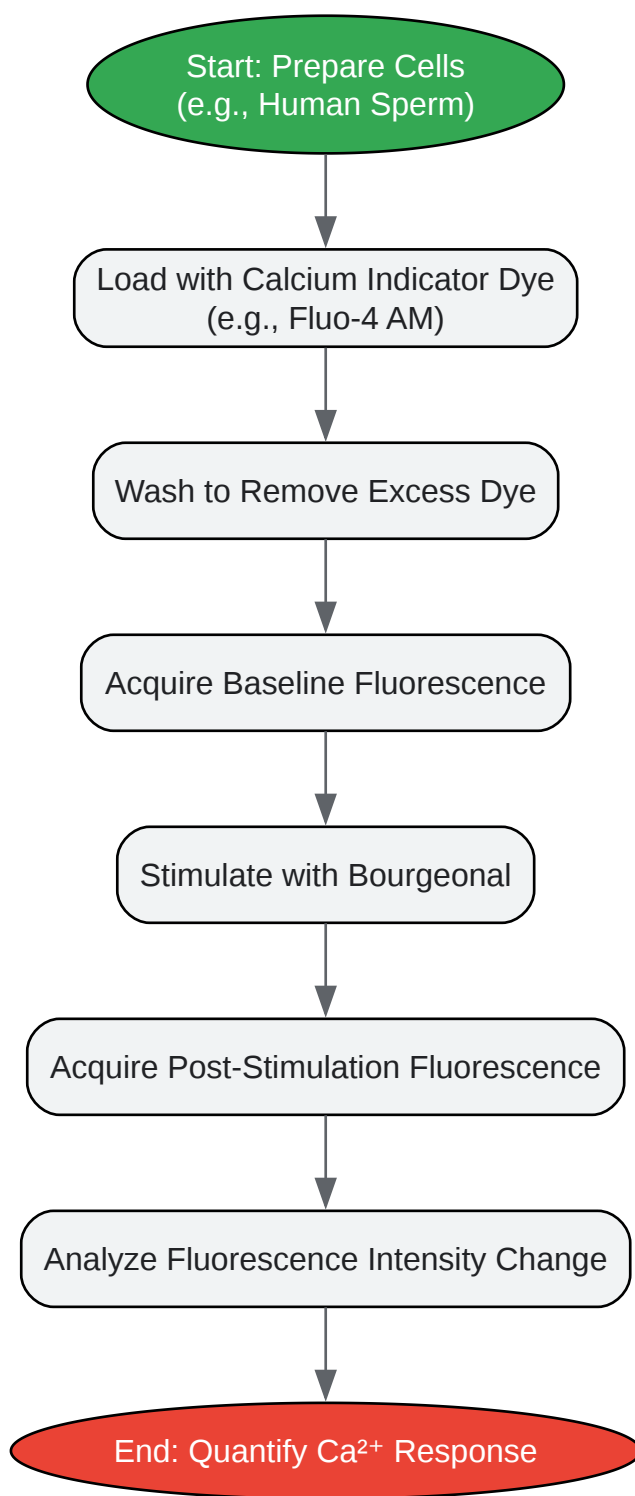 Start: Prepare Cells
(e.g., Human Sperm)
Load with Calcium Indicator Dye
(e.g., Fluo-4 AM)
Wash to Remove Excess Dye
Acquire Baseline Fluorescence
Stimulate with Bourgeonal
Acquire Post-Stimulation Fluorescence
Analyze Fluorescence Intensity Change
End: Quantify Ca²⁺ Response